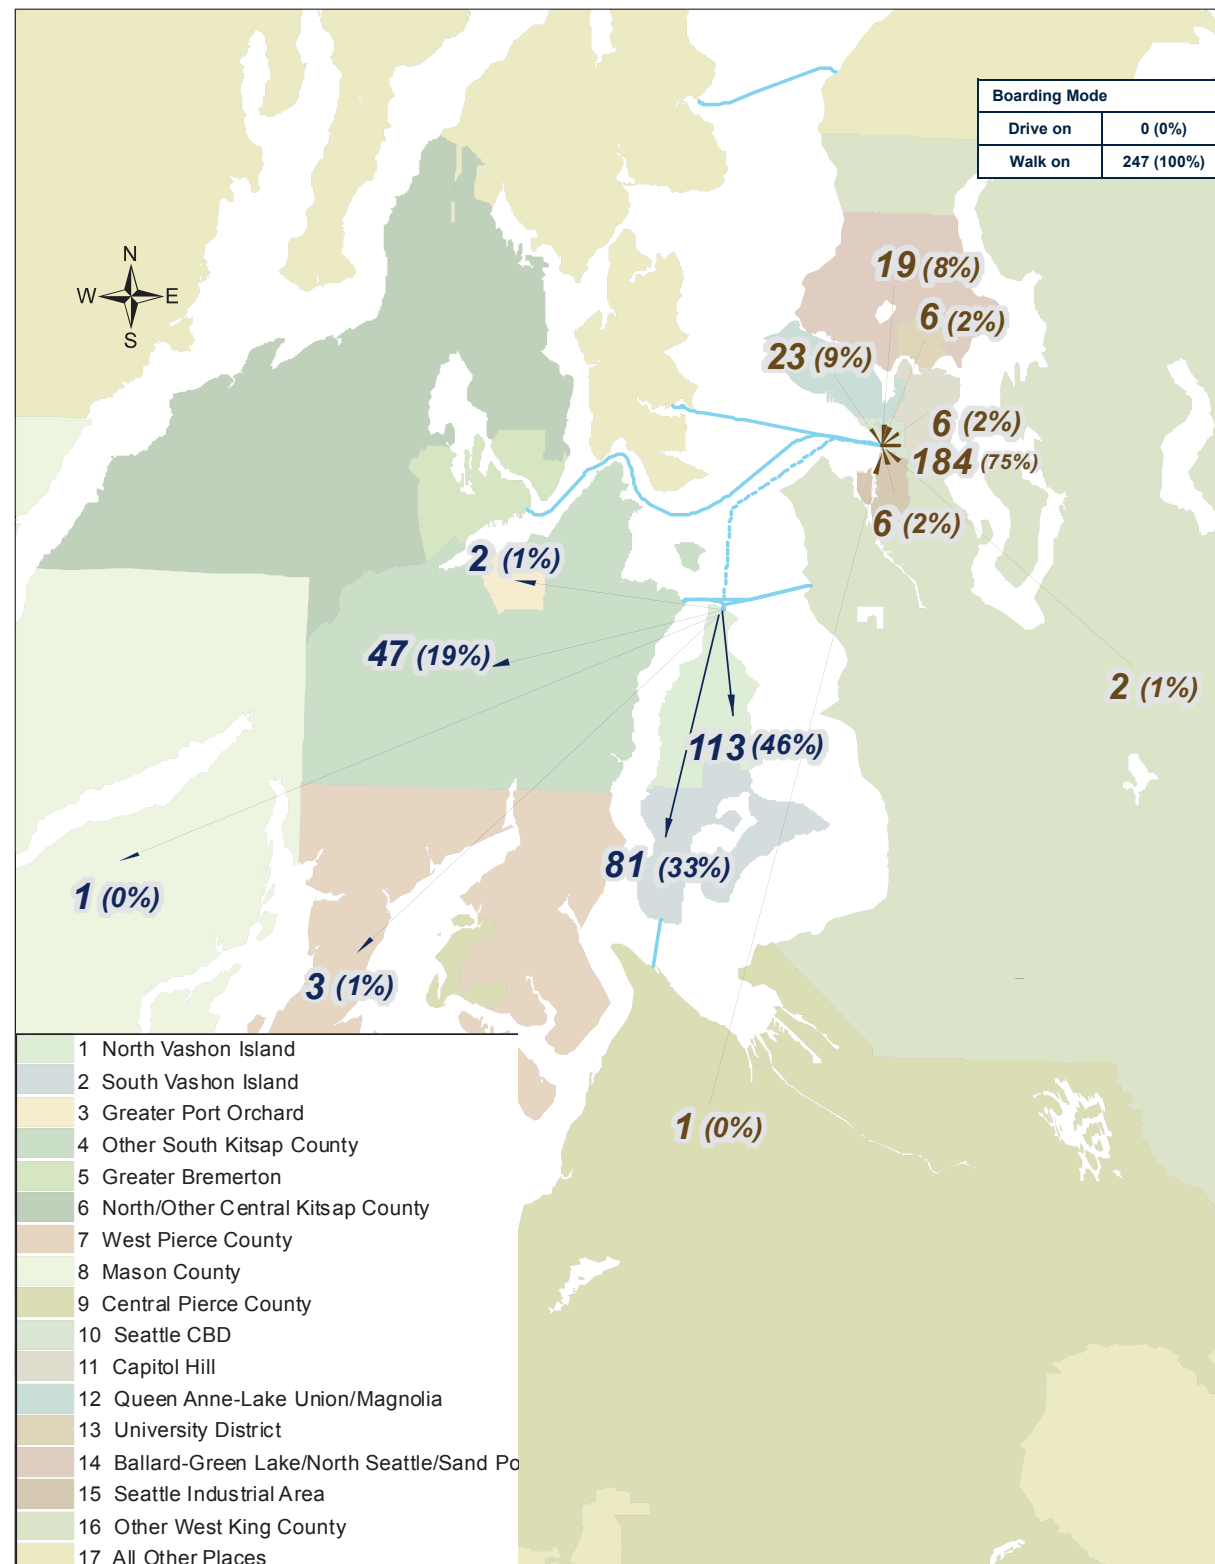 Boarding Mode
Drive on 0 (0%)
Walk on 247 (100%)
N
W E
S
19 (8%)
6 (2%)
23 (9%)
6 (2%)
184 (75%)
6 (2%)
2 (1%)
47 (19%)
2 (1%)
113 (46%)
81 (33%)
1 (0%)
3 (1%)
1 (0%)
1 North Vashon Island
2 South Vashon Island
3 Greater Port Orchard
4 Other South Kitsap County
5 Greater Bremerton
6 North/Other Central Kitsap County
7 West Pierce County
8 Mason County
9 Central Pierce County
10 Seattle CBD
11 Capitol Hill
12 Queen Anne-Lake Union/Magnolia
13 University District
14 Ballard-Green Lake/North Seattle/Sand Po
15 Seattle Industrial Area
16 Other West King County
17 All Other Places